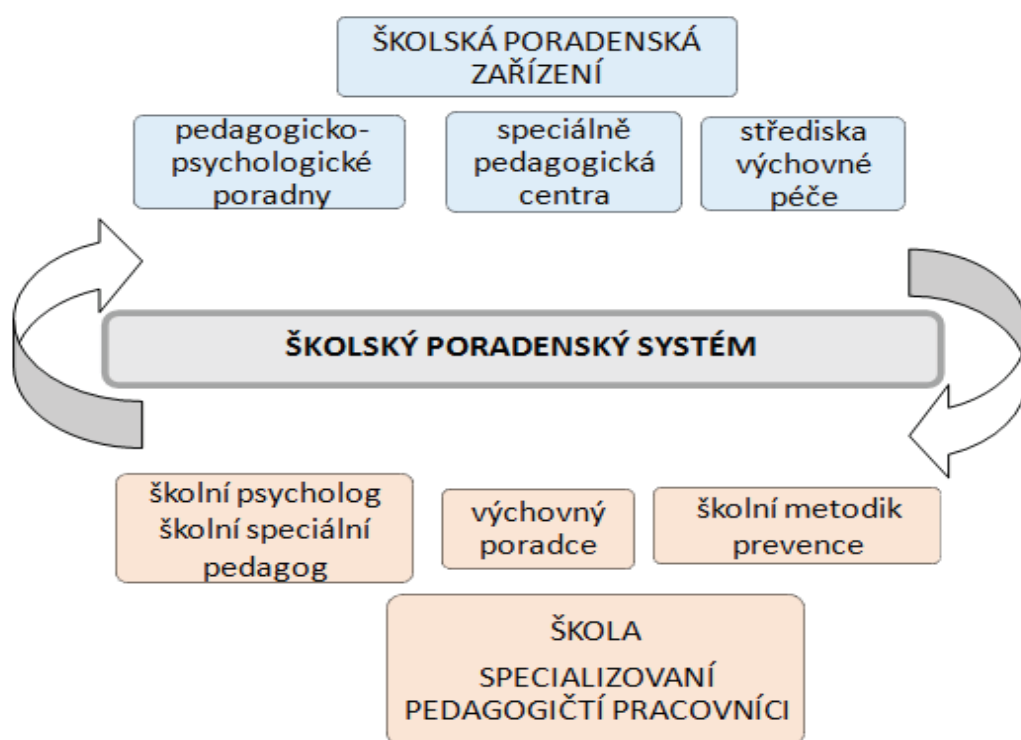 ŠKOLSKÁ PORADENSKÁ
ZAŘÍZENÍ
pedagogicko-
psychologické
poradny
speciálně
pedagogická
centra
střediska
výchovné
péče
ŠKOLSKÝ PORADENSKÝ SYSTÉM
školní psycholog
školní speciální
pedagog
výchovný
poradce
školní metodik
prevence
ŠKOLA
SPECIALIZOVANÍ
PEDAGOGIČTÍ PRACOVNÍCI